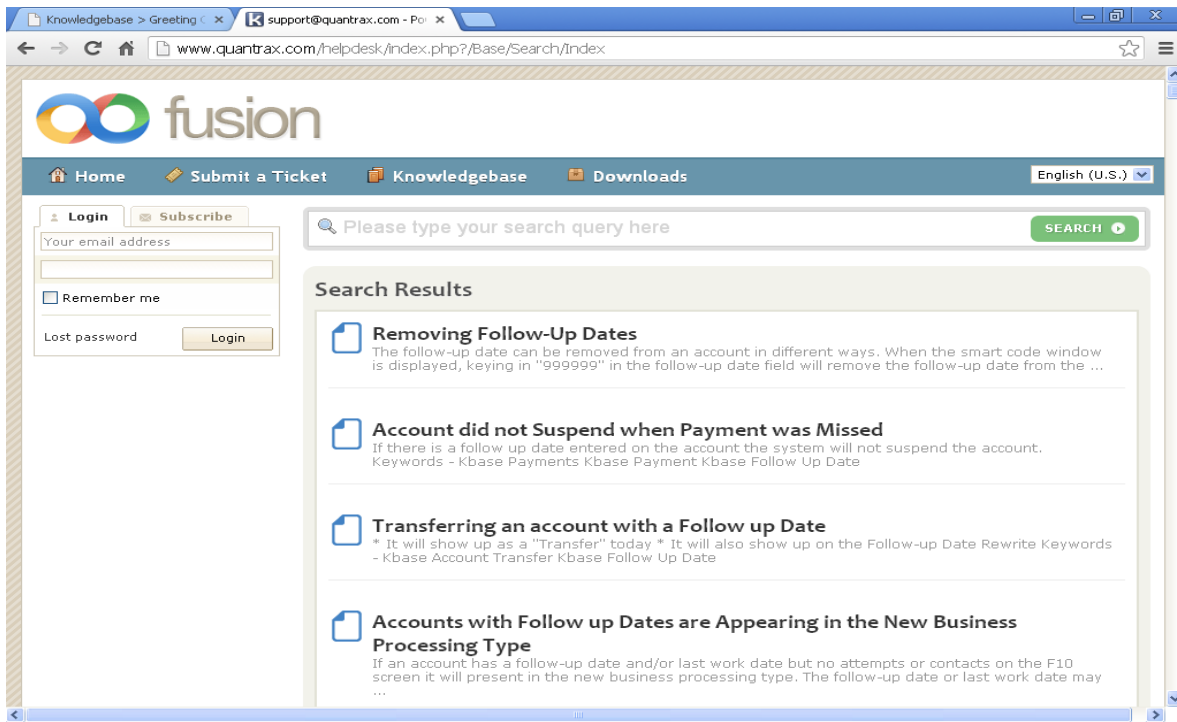 Knowledgebase > Greeting C
support@quantrax.com - Po
www.quantrax.com/helpdesk/index.php?/Base/Search/Index
fusion
Home Submit a Ticket Knowledgebase Downloads English (U.S.)
Login Subscribe
Your email address
Remember me
Lost password Login
Please type your search query here SEARCH
Search Results
Removing Follow-Up Dates
The follow-up date can be removed from an account in different ways. When the smart code window
is displayed, keying in "999999" in the follow-up date field will remove the follow-up date from the ...
Account did not Suspend when Payment was Missed
If there is a follow up date entered on the account the system will not suspend the account.
Keywords - Kbase Payments Kbase Payment Kbase Follow Up Date
Transferring an account with a Follow up Date
* It will show up as a "Transfer" today * It will also show up on the Follow-up Date Rewrite Keywords
- Kbase Account Transfer Kbase Follow Up Date
Accounts with Follow up Dates are Appearing in the New Business
Processing Type
If an account has a follow-up date and/or last work date but no attempts or contacts on the F10
screen it will present in the new business processing type. The follow-up date or last work date may
...